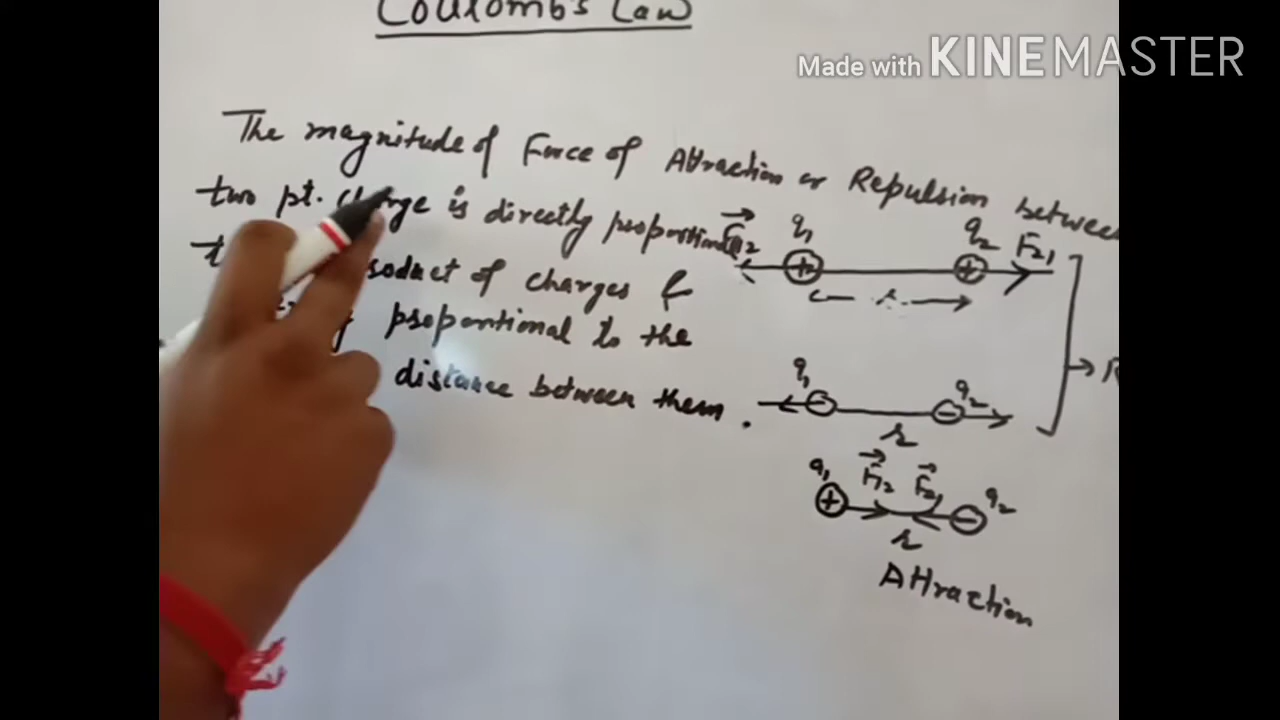 Coulomb's Law
Made with KINEMASTER
The magnitude of Force of Attraction or Repulsion between
two pt. charge is directly proportional
product of charges &
proportional to the
distance between them.
F12 q1 q2 F21
+ +
r
q1 q2
- -
r
q1 F12 F21 q2
+ -
r
Attraction